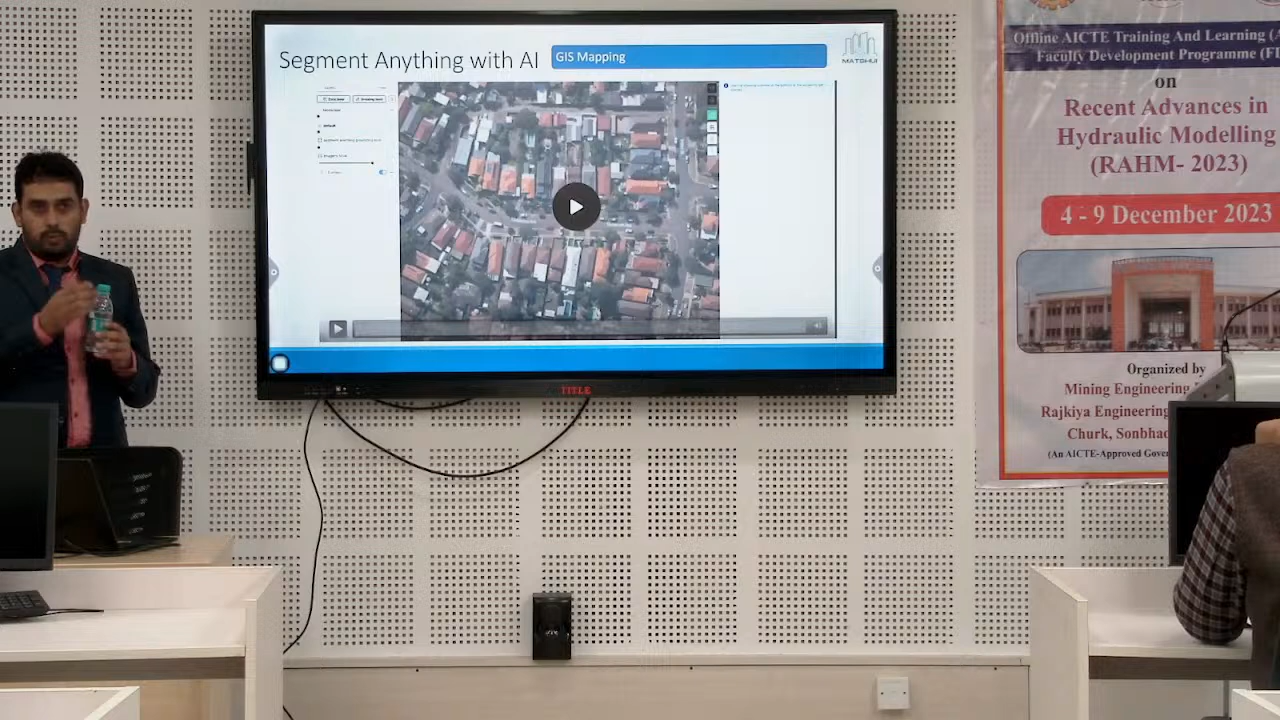 Segment Anything with AI
GIS Mapping
MATSHUI
TITLE
Offline AICTE Training And Learning (A
Faculty Development Programme (F
on
Recent Advances in
Hydraulic Modelling
(RAHM- 2023)
4 - 9 December 2023
Organized by
Mining Engineering
Rajkiya Engineering
Churk, Sonbha
(An AICTE-Approved Gove